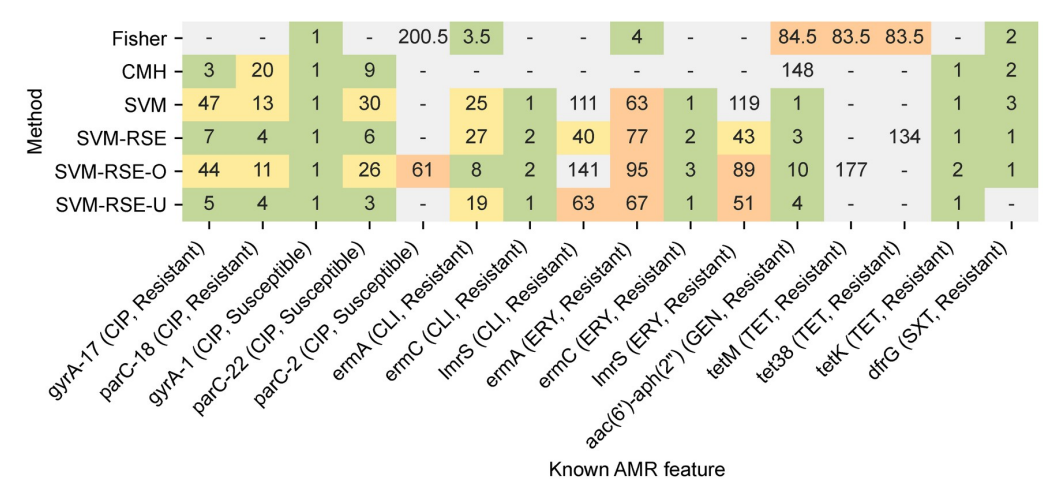 Method
Fisher - - 1 - 200.5 3.5 - - 4 - - 84.5 83.5 83.5 - 2
CMH 3 20 1 9 - - - - - - - 148 - - 1 2
SVM 47 13 1 30 - 25 1 111 63 1 119 1 - - 1 3
SVM-RSE 7 4 1 6 - 27 2 40 77 2 43 3 - 134 1 1
SVM-RSE-O 44 11 1 26 61 8 2 141 95 3 89 10 177 - 2 1
SVM-RSE-U 5 4 1 3 - 19 1 63 67 1 51 4 - - 1 -
gyrA-17 (CIP, Resistant)
parC-18 (CIP, Resistant)
gyrA-1 (CIP, Susceptible)
parC-22 (CIP, Susceptible)
parC-2 (CIP, Susceptible)
ermA (CLI, Resistant)
ermC (CLI, Resistant)
lmrS (CLI, Resistant)
ermA (ERY, Resistant)
ermC (ERY, Resistant)
lmrS (ERY, Resistant)
aac(6')-aph(2") (GEN, Resistant)
tetM (TET, Resistant)
tet38 (TET, Resistant)
tetK (TET, Resistant)
dfrG (SXT, Resistant)
Known AMR feature